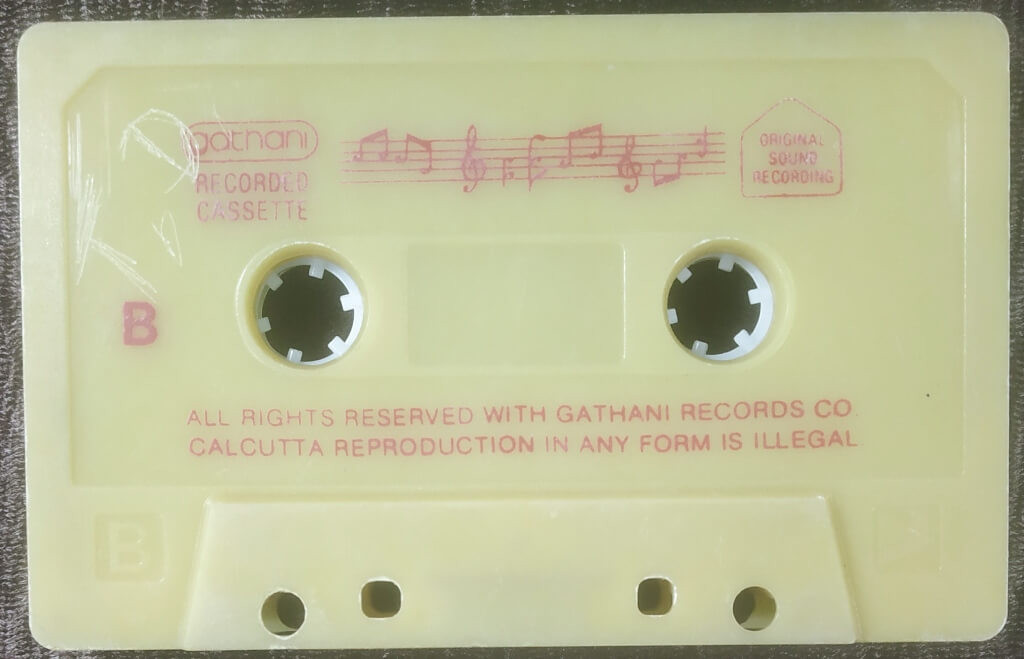 gathani
RECORDED
CASSETTE
ORIGINAL
SOUND
RECORDING
B
ALL RIGHTS RESERVED WITH GATHANI RECORDS CO.
CALCUTTA REPRODUCTION IN ANY FORM IS ILLEGAL
B